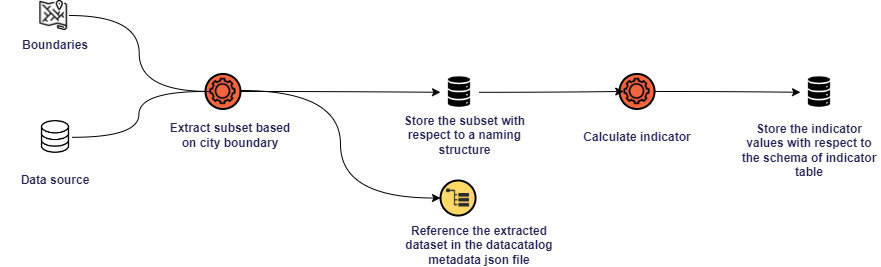 Boundaries
Data source
Extract subset based
on city boundary
Store the subset with
respect to a naming
structure
Reference the extracted
dataset in the datacatalog
metadata json file
Calculate indicator
Store the indicator
values with respect to
the schema of indicator
table